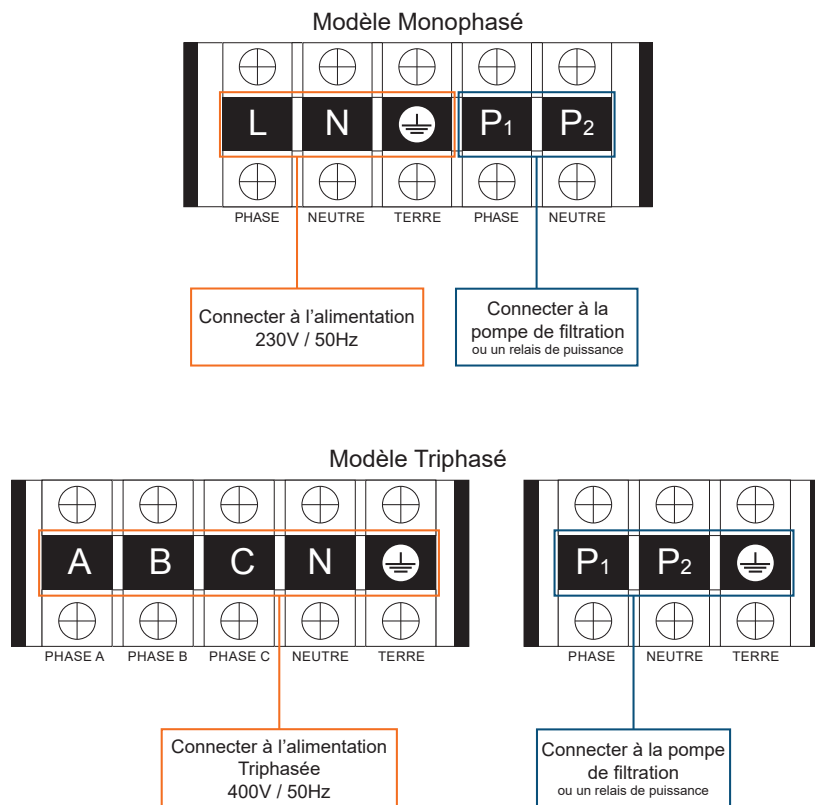 Modèle Monophasé
L N P1 P2
PHASE NEUTRE TERRE PHASE NEUTRE
Connecter à l'alimentation
230V / 50Hz
Connecter à la
pompe de filtration
ou un relais de puissance
Modèle Triphasé
A B C N
PHASE A PHASE B PHASE C NEUTRE TERRE
P1 P2
PHASE NEUTRE TERRE
Connecter à l'alimentation
Triphasée
400V / 50Hz
Connecter à la pompe
de filtration
ou un relais de puissance